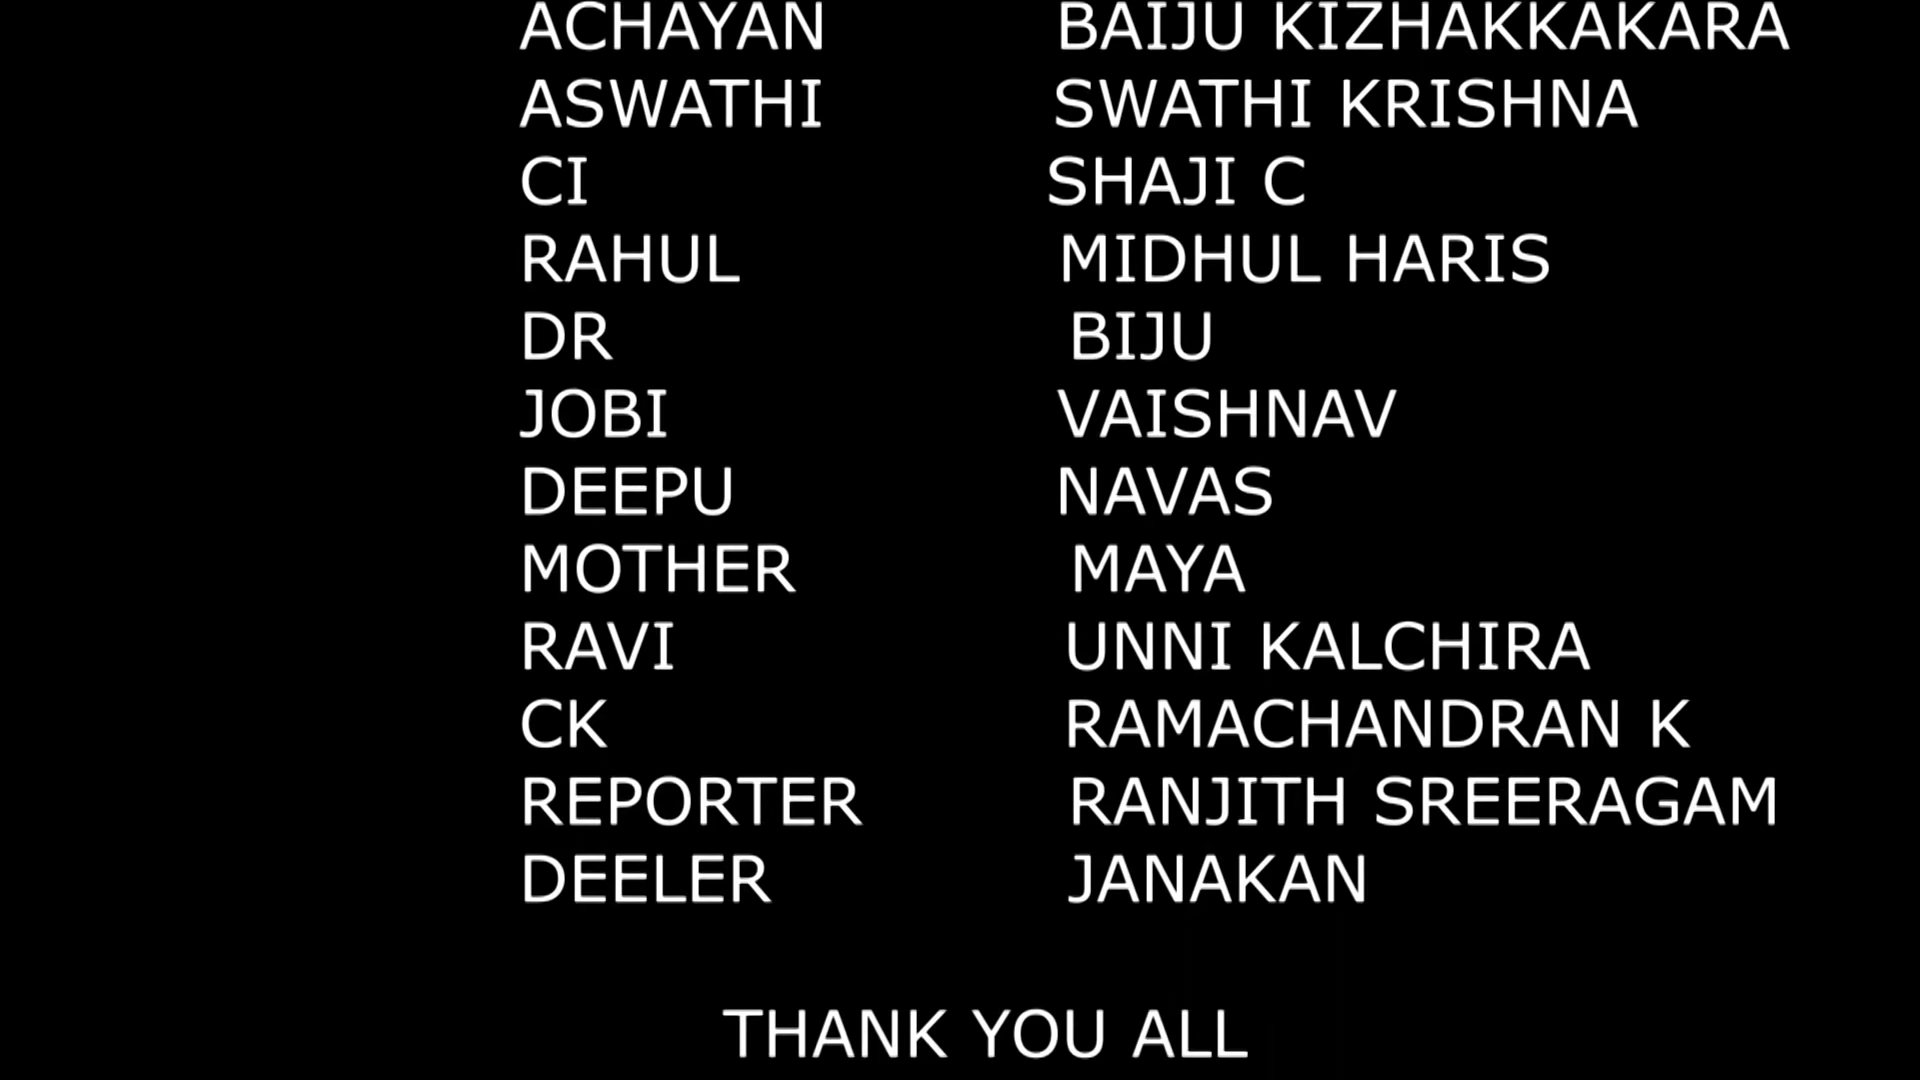 ACHAYAN BAIJU KIZHAKKAKARA
ASWATHI SWATHI KRISHNA
CI SHAJI C
RAHUL MIDHUL HARIS
DR BIJU
JOBI VAISHNAV
DEEPU NAVAS
MOTHER MAYA
RAVI UNNI KALCHIRA
CK RAMACHANDRAN K
REPORTER RANJITH SREERAGAM
DEELER JANAKAN
THANK YOU ALL